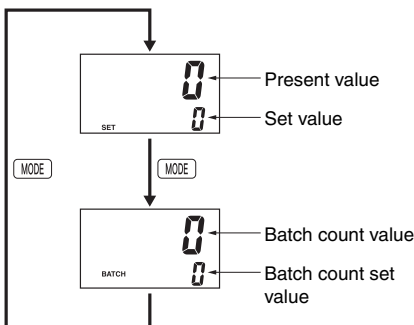 0
Present value
0
Set value
SET
MODE
MODE
0
Batch count value
BATCH
0
Batch count set
value